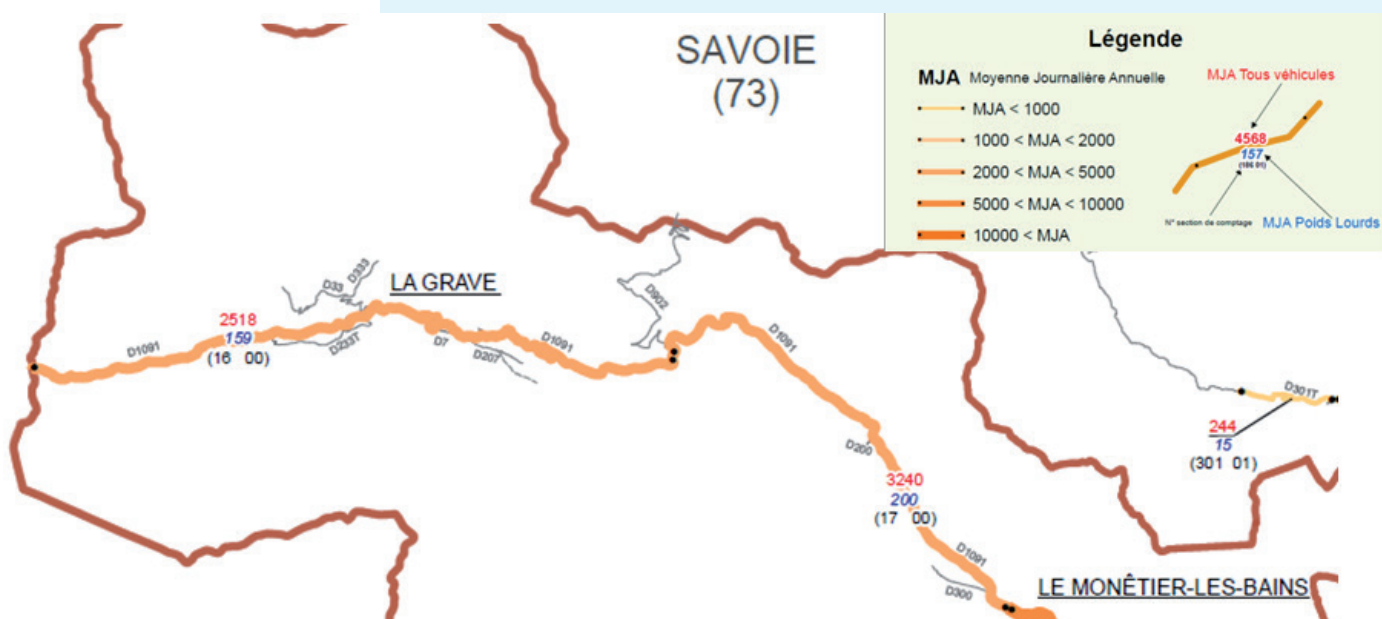 SAVOIE
(73)
Légende
MJA Moyenne Journalière Annuelle
MJA < 1000
1000 < MJA < 2000
2000 < MJA < 5000
5000 < MJA < 10000
10000 < MJA
MJA Tous véhicules
4568
157
(186 01)
N° section de comptage
MJA Poids Lourds
D33
D333
LA GRAVE
D902
2518
159
(16 00)
D1091
D233T
D7
D207
D1091
D1091
D301T
244
15
(301 01)
D200
3240
200
(17 00)
D1091
D300
LE MONÊTIER-LES-BAINS